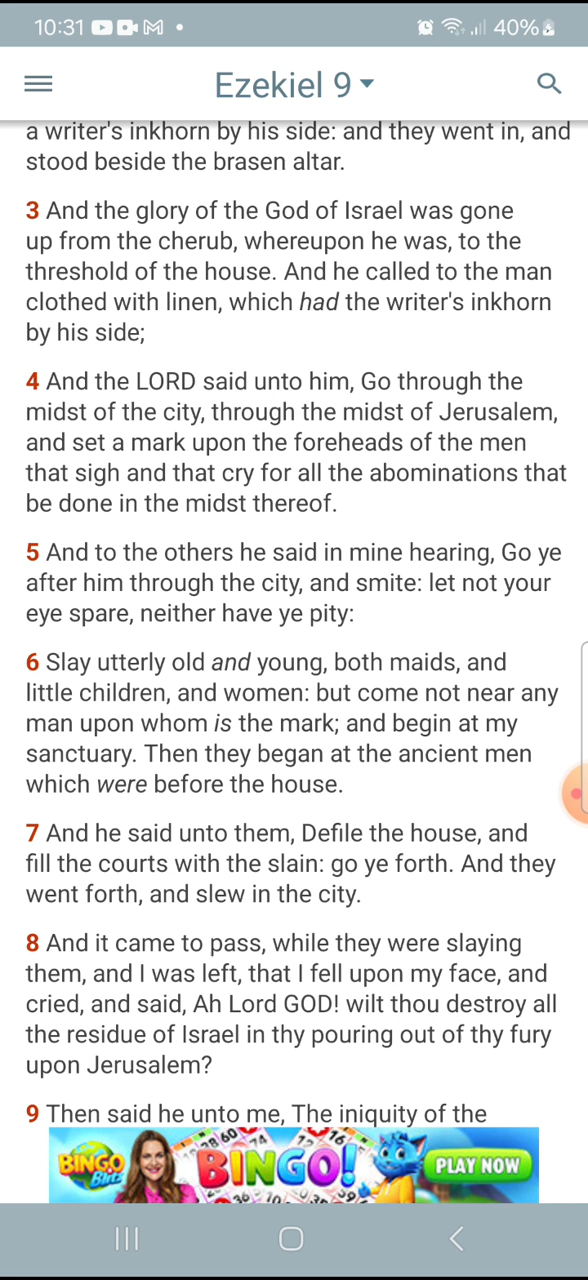 10:31
40%
Ezekiel 9
a writer's inkhorn by his side: and they went in, and
stood beside the brasen altar.
3 And the glory of the God of Israel was gone
up from the cherub, whereupon he was, to the
threshold of the house. And he called to the man
clothed with linen, which had the writer's inkhorn
by his side;
4 And the LORD said unto him, Go through the
midst of the city, through the midst of Jerusalem,
and set a mark upon the foreheads of the men
that sigh and that cry for all the abominations that
be done in the midst thereof.
5 And to the others he said in mine hearing, Go ye
after him through the city, and smite: let not your
eye spare, neither have ye pity:
6 Slay utterly old and young, both maids, and
little children, and women: but come not near any
man upon whom is the mark; and begin at my
sanctuary. Then they began at the ancient men
which were before the house.
7 And he said unto them, Defile the house, and
fill the courts with the slain: go ye forth. And they
went forth, and slew in the city.
8 And it came to pass, while they were slaying
them, and I was left, that I fell upon my face, and
cried, and said, Ah Lord GOD! wilt thou destroy all
the residue of Israel in thy pouring out of thy fury
upon Jerusalem?
9 Then said he unto me, The iniquity of the
BINGO
Blitz
BINGO!
PLAY NOW